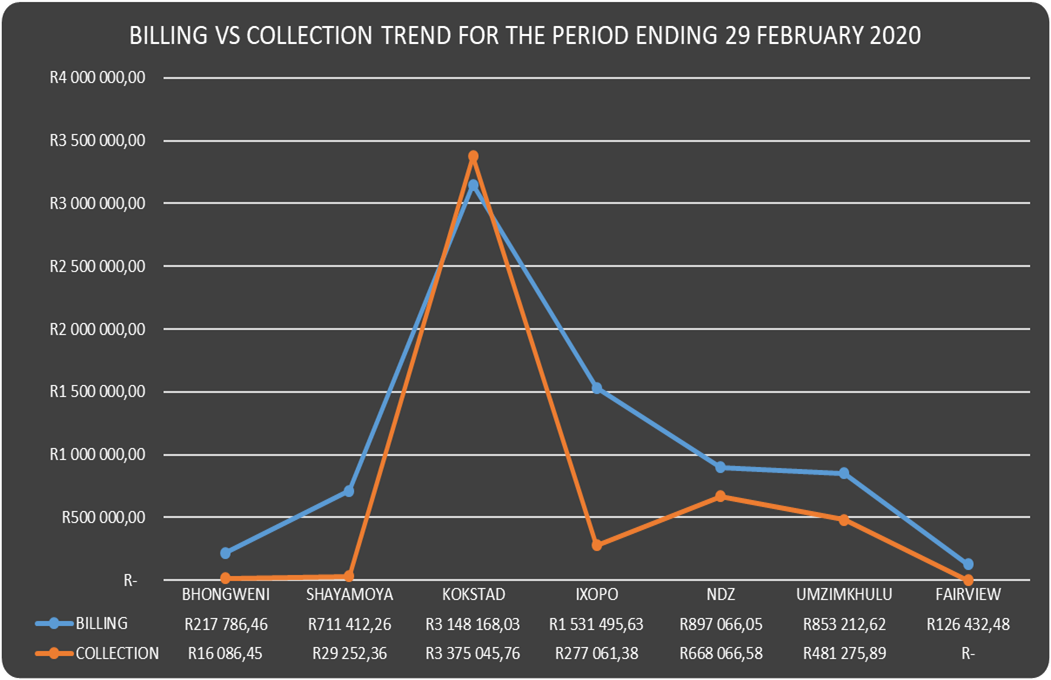 BILLING VS COLLECTION TREND FOR THE PERIOD ENDING 29 FEBRUARY 2020
R4 000 000,00
R3 500 000,00
R3 000 000,00
R2 500 000,00
R2 000 000,00
R1 500 000,00
R1 000 000,00
R500 000,00
R-
BHONGWENI SHAYAMOYA KOKSTAD IXOPO NDZ UMZIMKHULU FAIRVIEW
BILLING R217 786,46 R711 412,26 R3 148 168,03 R1 531 495,63 R897 066,05 R853 212,62 R126 432,48
COLLECTION R16 086,45 R29 252,36 R3 375 045,76 R277 061,38 R668 066,58 R481 275,89 R-